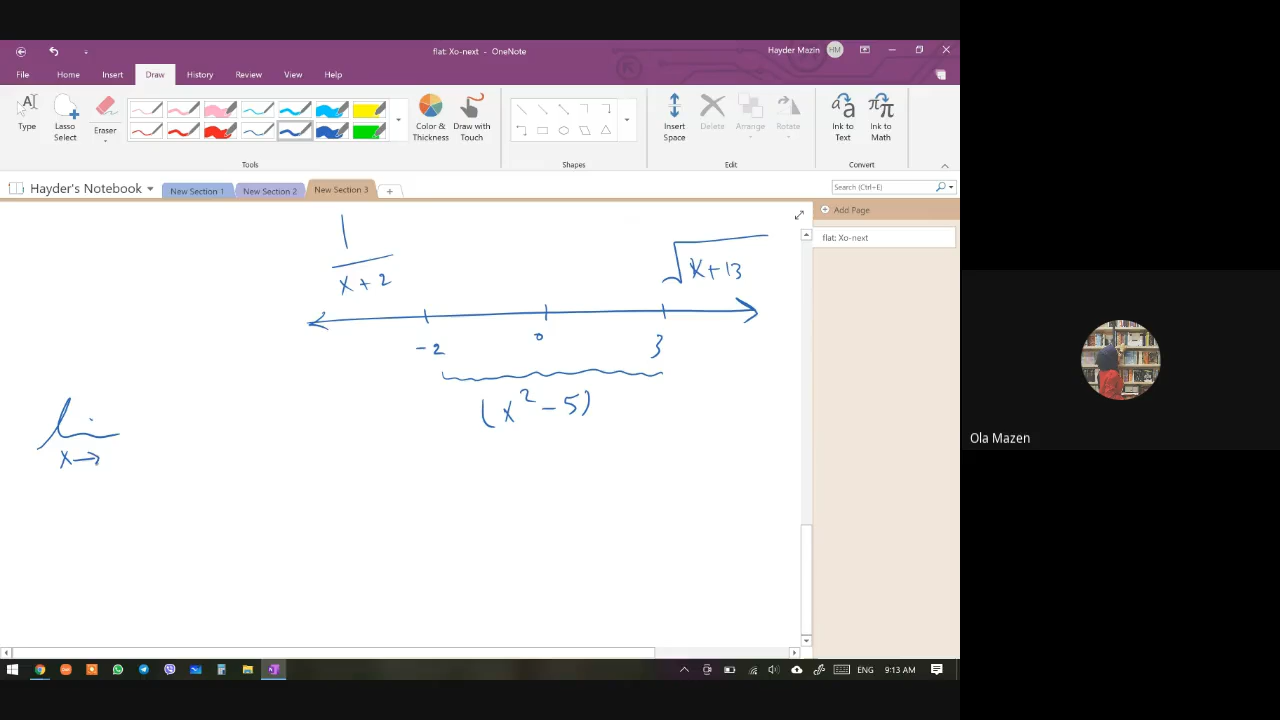 flat: Xo-next - OneNote
Hayder Mazin HM
File Home Insert Draw History Review View Help
Type
Lasso Select
Eraser
Color & Thickness
Draw with Touch
Insert Space
Delete
Arrange
Rotate
Ink to Text
Ink to Math
Tools Shapes Edit Convert
Hayder's Notebook New Section 1 New Section 2 New Section 3
Search (Ctrl+E)
Add Page
flat: Xo-next
1
x + 2
√x + 13
-2 0 3
(x² - 5)
lim
x→
Ola Mazen
ENG 9:13 AM